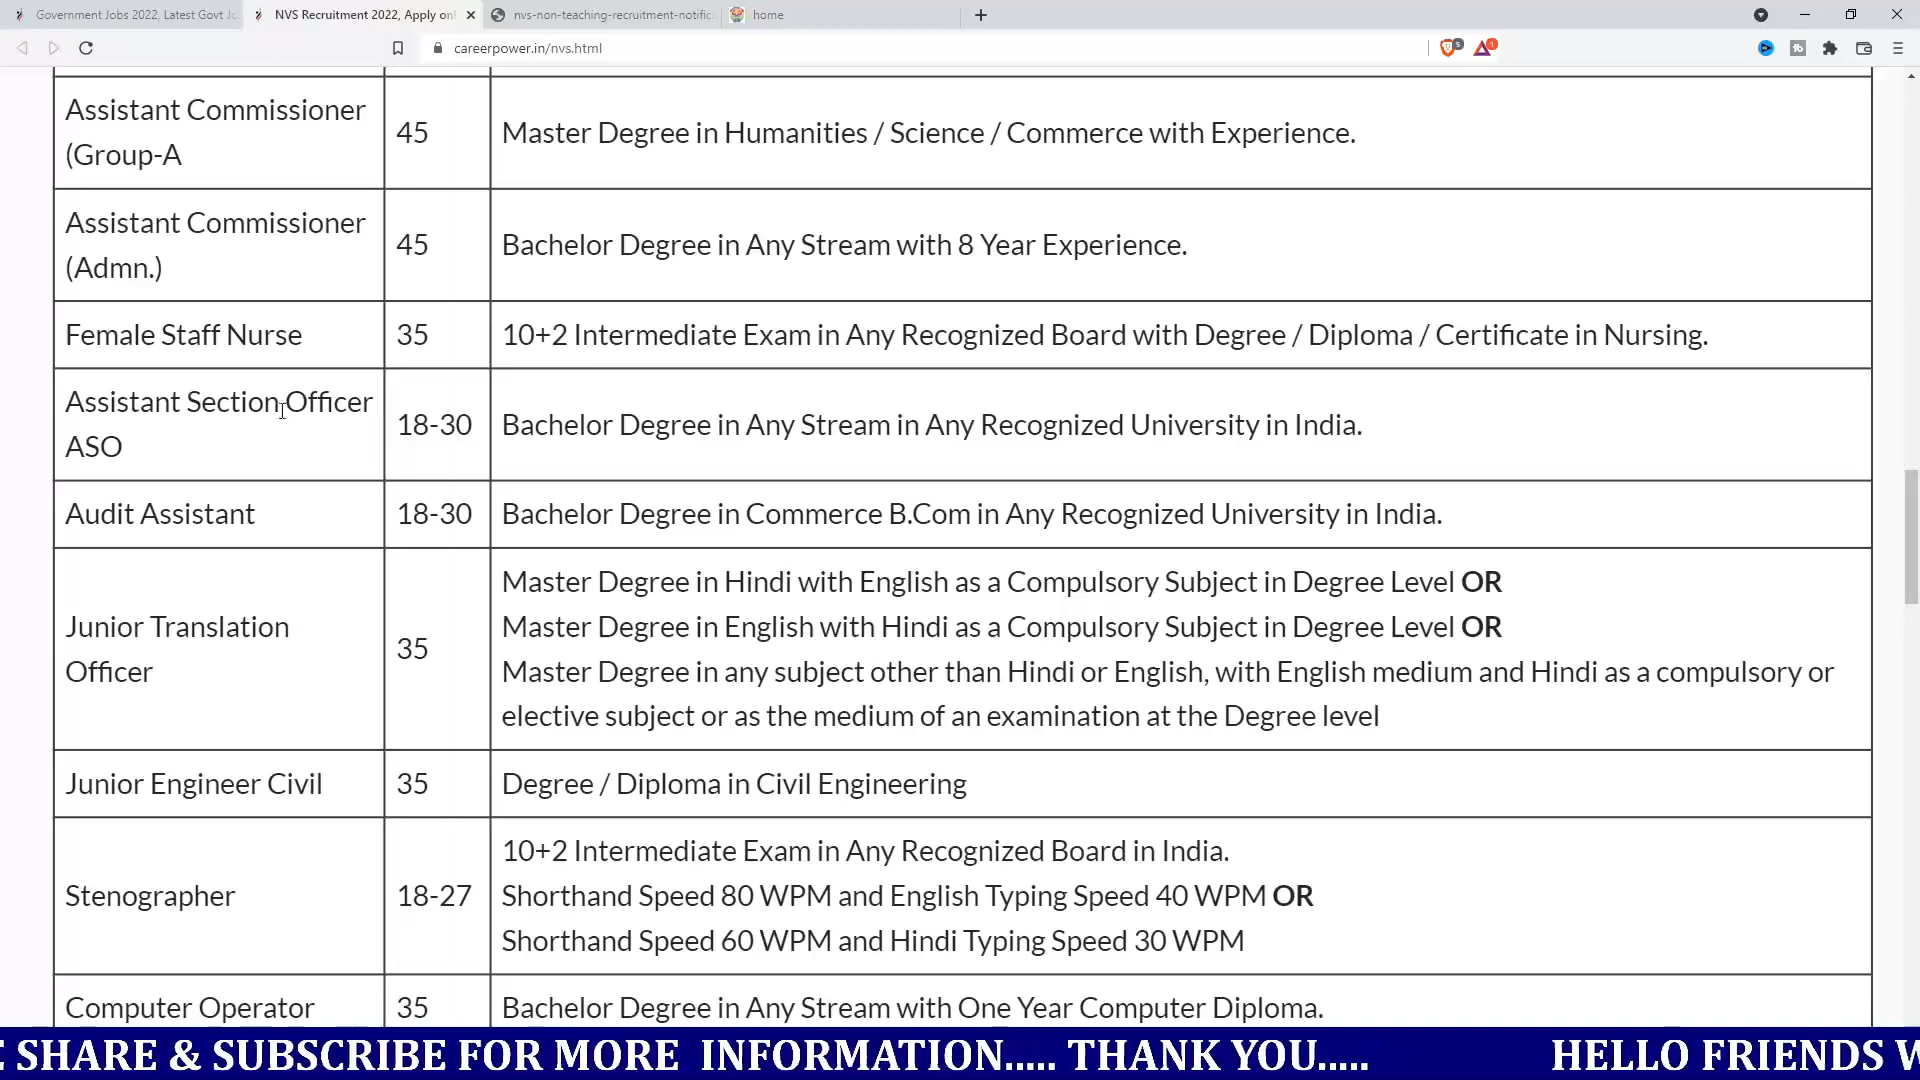 Government Jobs 2022, Latest Govt Jc
NVS Recruitment 2022, Apply onl
nvs-non-teaching-recruitment-notific
home
careerpower.in/nvs.html
5
1
Assistant Commissioner
(Group-A
45
Master Degree in Humanities / Science / Commerce with Experience.
Assistant Commissioner
(Admn.)
45
Bachelor Degree in Any Stream with 8 Year Experience.
Female Staff Nurse
35
10+2 Intermediate Exam in Any Recognized Board with Degree / Diploma / Certificate in Nursing.
Assistant Section Officer
ASO
18-30
Bachelor Degree in Any Stream in Any Recognized University in India.
Audit Assistant
18-30
Bachelor Degree in Commerce B.Com in Any Recognized University in India.
Junior Translation
Officer
35
Master Degree in Hindi with English as a Compulsory Subject in Degree Level OR
Master Degree in English with Hindi as a Compulsory Subject in Degree Level OR
Master Degree in any subject other than Hindi or English, with English medium and Hindi as a compulsory or
elective subject or as the medium of an examination at the Degree level
Junior Engineer Civil
35
Degree / Diploma in Civil Engineering
Stenographer
18-27
10+2 Intermediate Exam in Any Recognized Board in India.
Shorthand Speed 80 WPM and English Typing Speed 40 WPM OR
Shorthand Speed 60 WPM and Hindi Typing Speed 30 WPM
Computer Operator
35
Bachelor Degree in Any Stream with One Year Computer Diploma.
E SHARE & SUBSCRIBE FOR MORE INFORMATION..... THANK YOU..... HELLO FRIENDS W